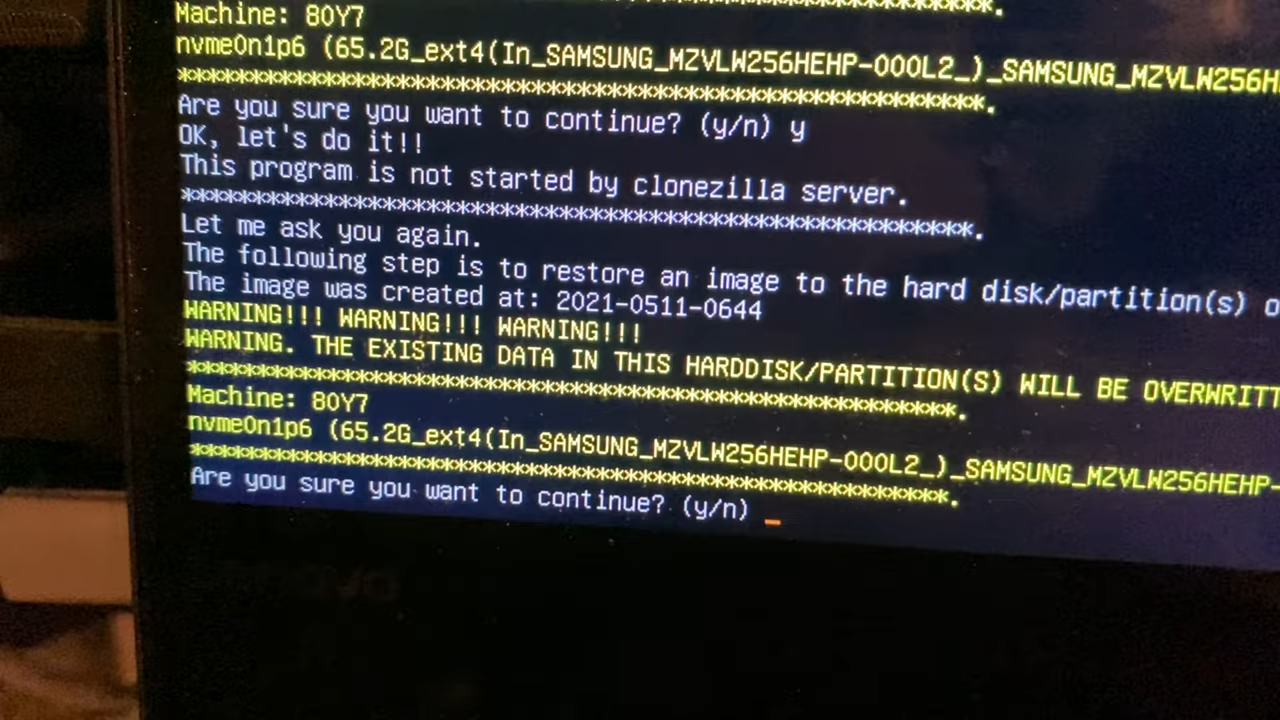 Machine: 80Y7
nvme0n1p6 (65.2G_ext4(In_SAMSUNG_MZVLW256HEHP-000L2_)_SAMSUNG_MZVLW256H
*************************************************************.
Are you sure you want to continue? (y/n) y
OK, let's do it!!
This program is not started by clonezilla server.
*************************************************************.
Let me ask you again.
The following step is to restore an image to the hard disk/partition(s) o
The image was created at: 2021-0511-0644
WARNING!!! WARNING!!! WARNING!!!
WARNING. THE EXISTING DATA IN THIS HARDDISK/PARTITION(S) WILL BE OVERWRITT
*************************************************************.
Machine: 80Y7
nvme0n1p6 (65.2G_ext4(In_SAMSUNG_MZVLW256HEHP-000L2_)_SAMSUNG_MZVLW256HEHP-
*************************************************************.
Are you sure you want to continue? (y/n) _